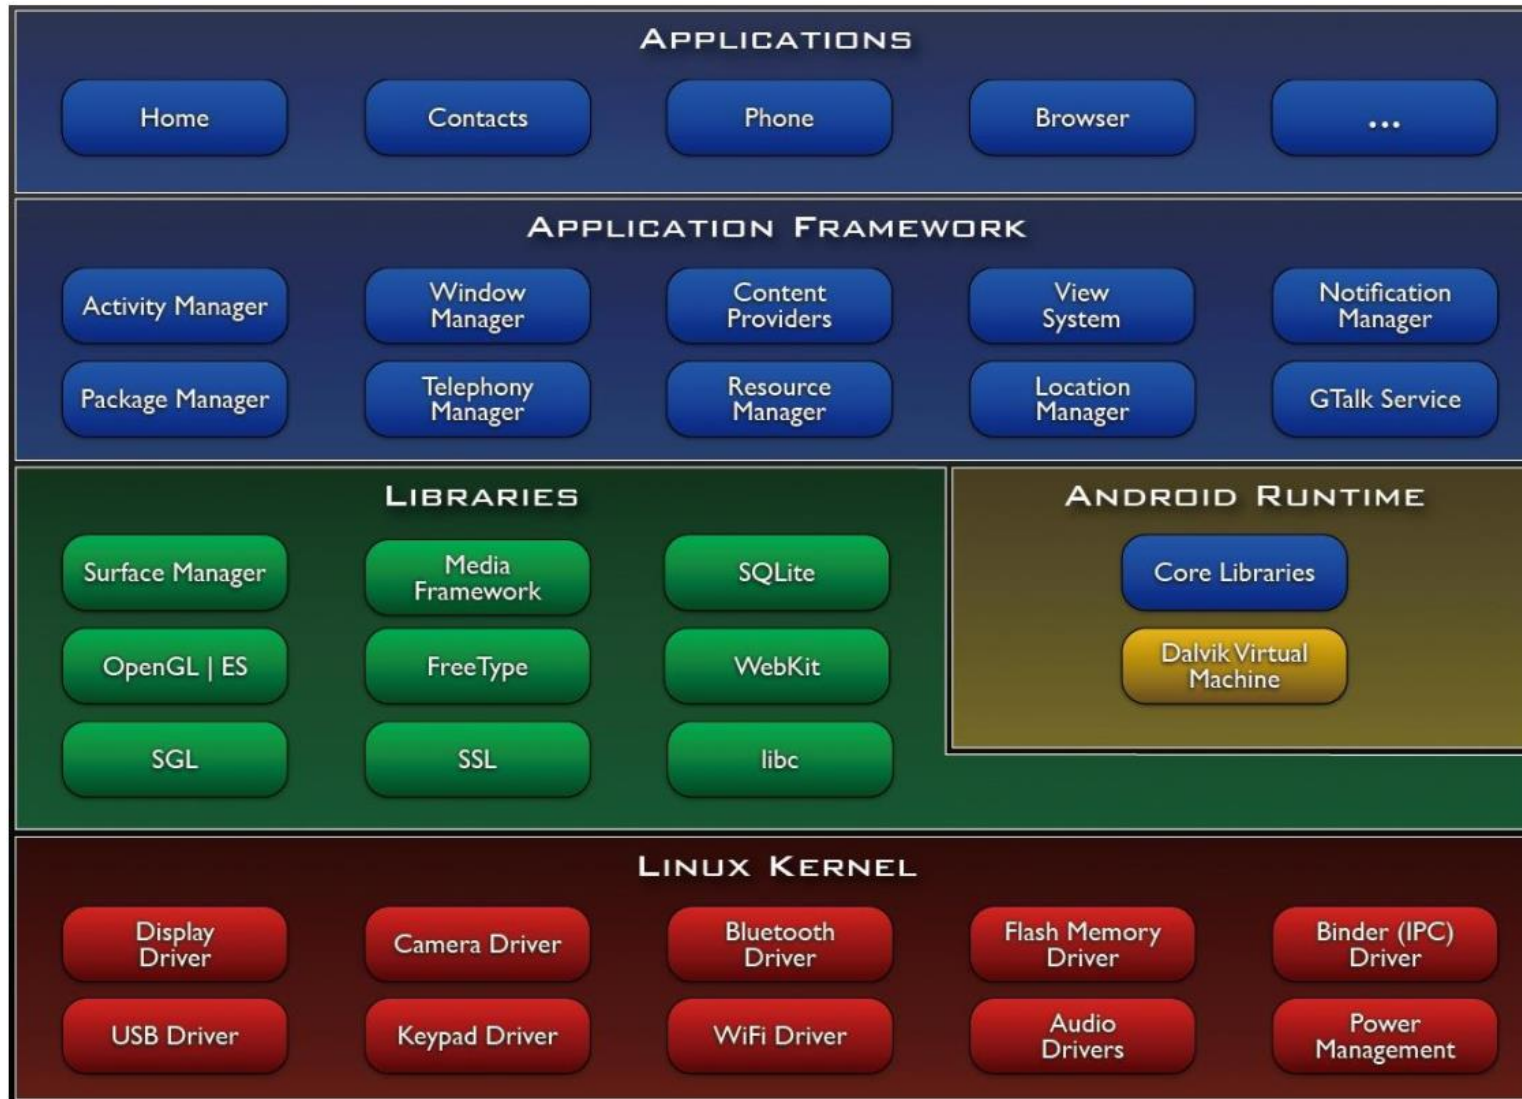 APPLICATIONS
Home
Contacts
Phone
Browser
...
APPLICATION FRAMEWORK
Activity Manager
Window
Manager
Content
Providers
View
System
Notification
Manager
Package Manager
Telephony
Manager
Resource
Manager
Location
Manager
GTalk Service
LIBRARIES
Surface Manager
Media
Framework
SQLite
OpenGL | ES
FreeType
WebKit
SGL
SSL
libc
ANDROID RUNTIME
Core Libraries
Dalvik Virtual
Machine
LINUX KERNEL
Display
Driver
Camera Driver
Bluetooth
Driver
Flash Memory
Driver
Binder (IPC)
Driver
USB Driver
Keypad Driver
WiFi Driver
Audio
Drivers
Power
Management